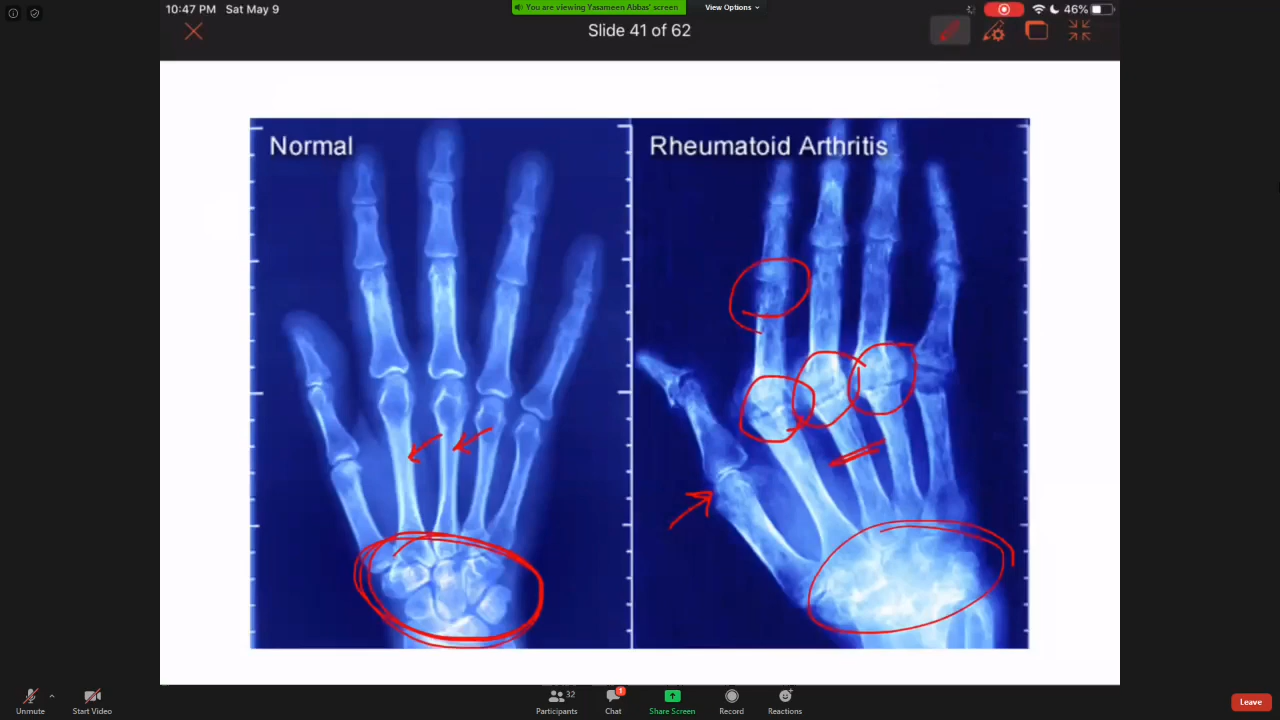 10:47 PM Sat May 9
You are viewing Yasameen Abbas' screen
View Options
46%
Slide 41 of 62
Normal
Rheumatoid Arthritis
Unmute
Start Video
Participants
32
Chat
1
Share Screen
Record
Reactions
Leave